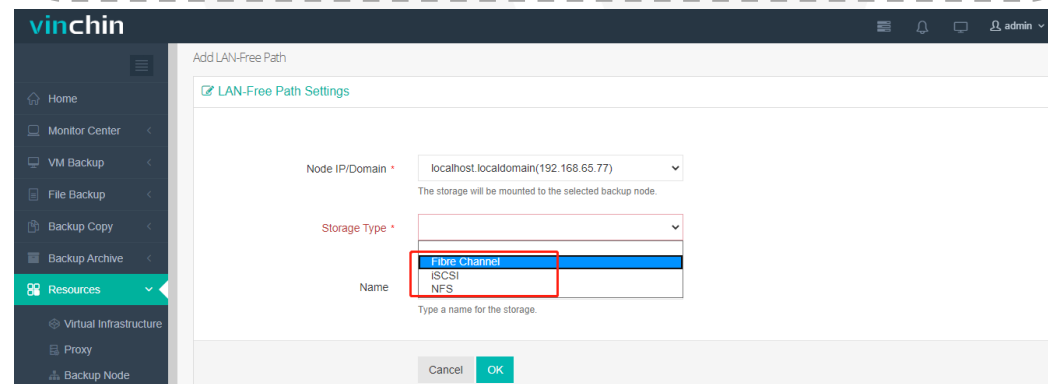 vinchin
admin
Add LAN-Free Path
LAN-Free Path Settings
Home
Monitor Center
VM Backup
File Backup
Backup Copy
Backup Archive
Resources
Virtual Infrastructure
Proxy
Backup Node
Node IP/Domain *
localhost.localdomain(192.168.65.77)
The storage will be mounted to the selected backup node.
Storage Type *
Fibre Channel
iSCSI
NFS
Name
Type a name for the storage.
Cancel OK